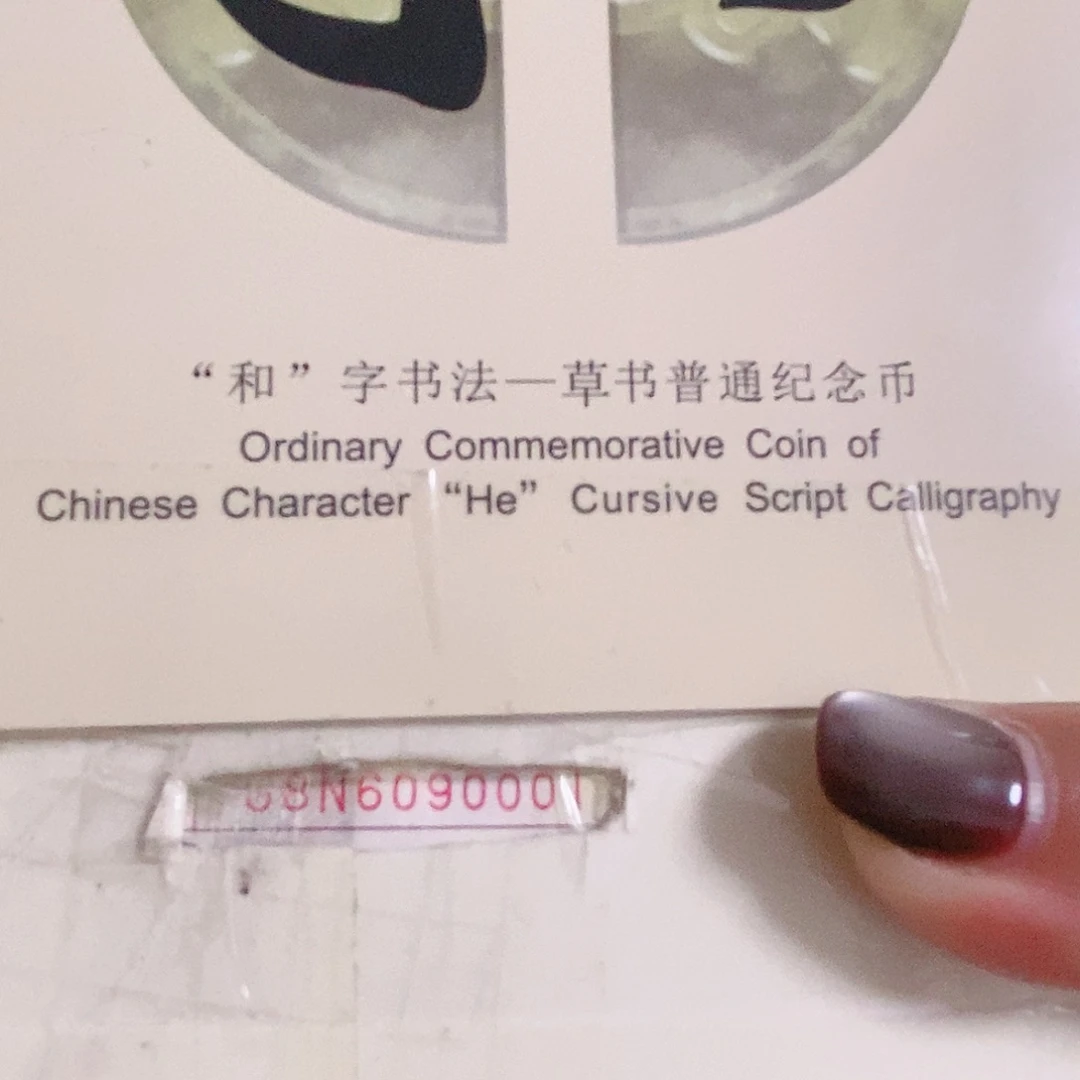 “和”字书法—草书普通纪念币
Ordinary Commemorative Coin of
Chinese Character “He” Cursive Script Calligraphy